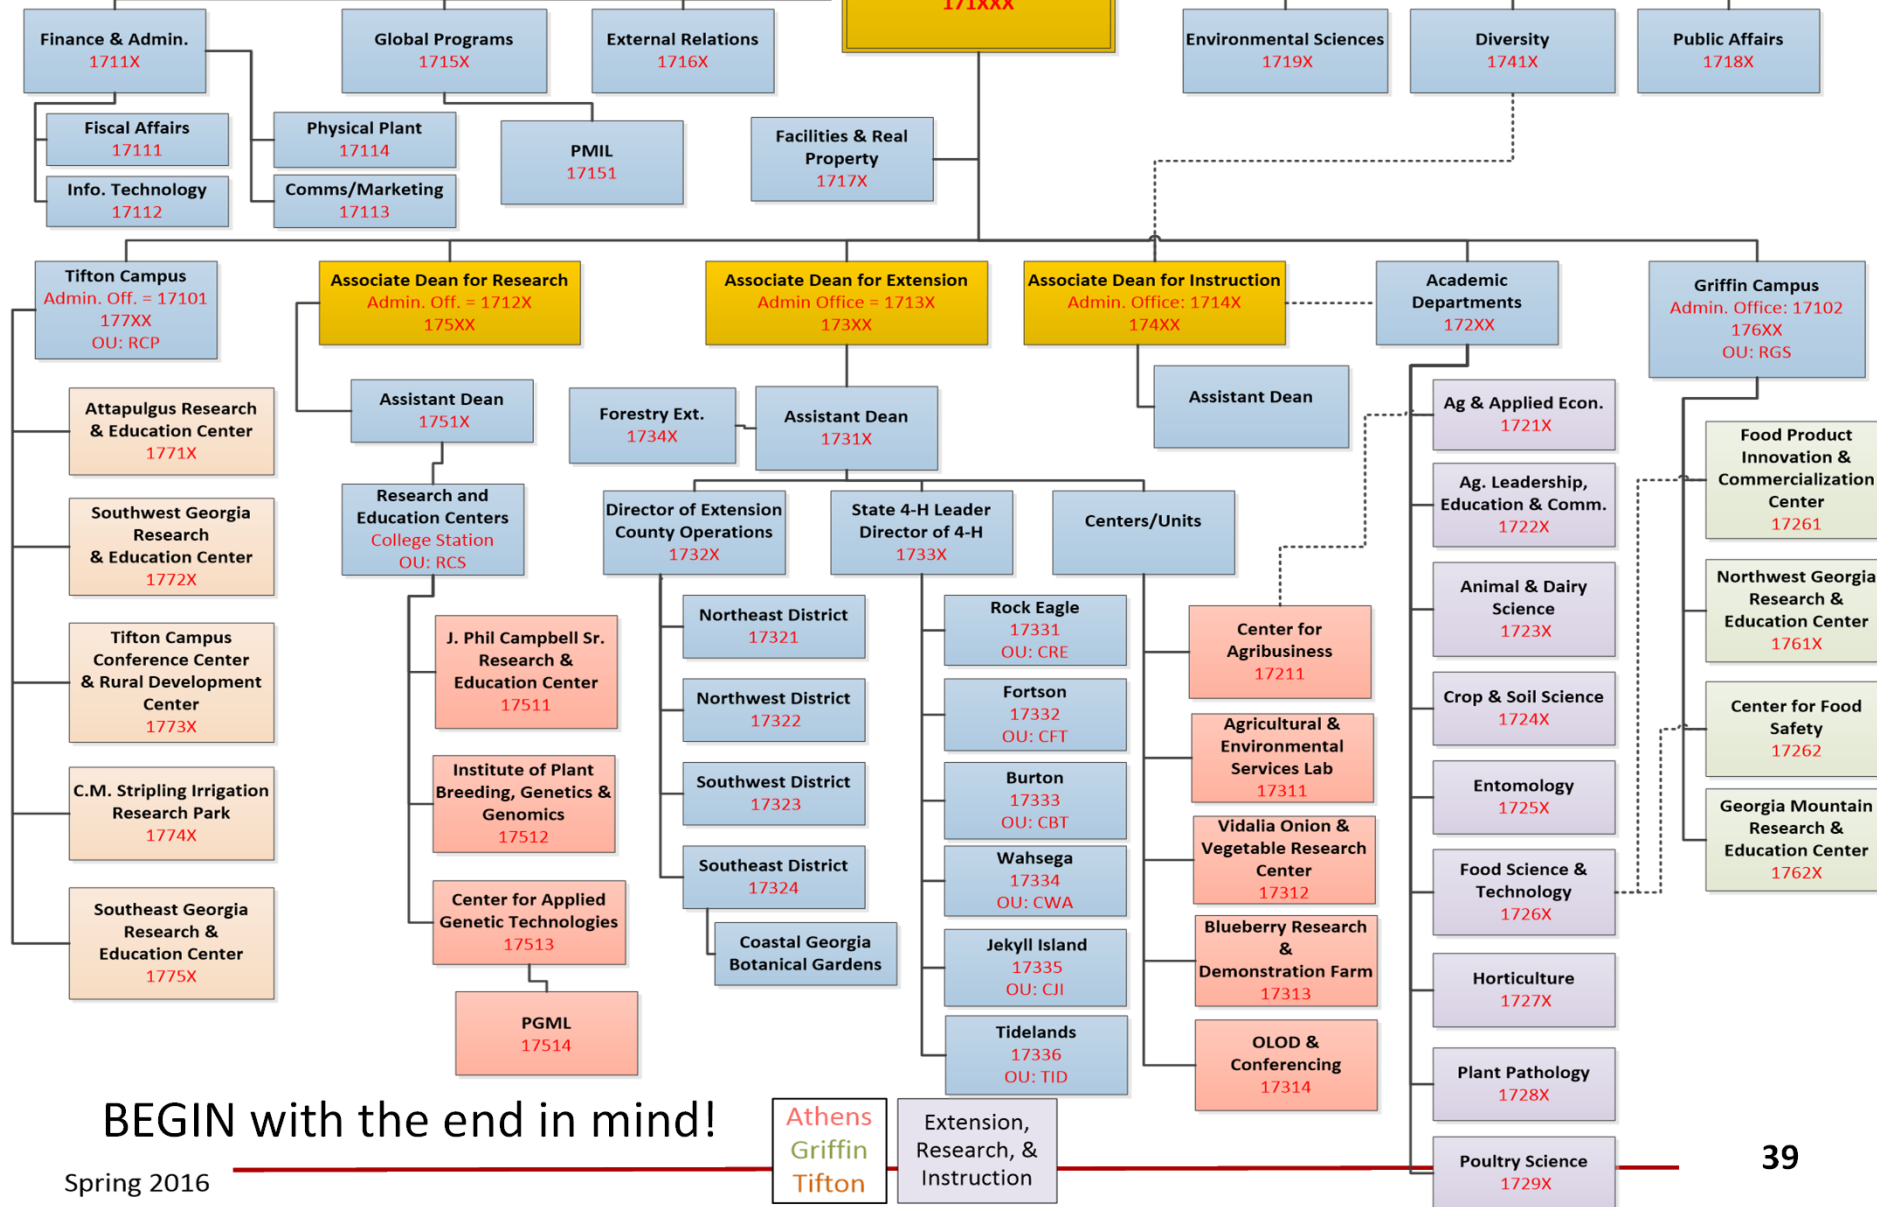 171XXX
Finance & Admin.
1711X
Global Programs
1715X
External Relations
1716X
Environmental Sciences
1719X
Diversity
1741X
Public Affairs
1718X
Fiscal Affairs
17111
Physical Plant
17114
PMIL
17151
Facilities & Real
Property
1717X
Info. Technology
17112
Comms/Marketing
17113
Tifton Campus
Admin. Off. = 17101
177XX
OU: RCP
Associate Dean for Research
Admin. Off. = 1712X
175XX
Associate Dean for Extension
Admin Office = 1713X
173XX
Associate Dean for Instruction
Admin. Office: 1714X
174XX
Academic
Departments
172XX
Griffin Campus
Admin. Office: 17102
176XX
OU: RGS
Attapulgus Research
& Education Center
1771X
Southwest Georgia
Research
& Education Center
1772X
Tifton Campus
Conference Center
& Rural Development
Center
1773X
C.M. Stripling Irrigation
Research Park
1774X
Southeast Georgia
Research &
Education Center
1775X
Assistant Dean
1751X
Research and
Education Centers
College Station
OU: RCS
J. Phil Campbell Sr.
Research &
Education Center
17511
Institute of Plant
Breeding, Genetics &
Genomics
17512
Center for Applied
Genetic Technologies
17513
PGML
17514
Forestry Ext.
1734X
Assistant Dean
1731X
Director of Extension
County Operations
1732X
Northeast District
17321
Northwest District
17322
Southwest District
17323
Southeast District
17324
Coastal Georgia
Botanical Gardens
State 4-H Leader
Director of 4-H
1733X
Rock Eagle
17331
OU: CRE
Fortson
17332
OU: CFT
Burton
17333
OU: CBT
Wahsega
17334
OU: CWA
Jekyll Island
17335
OU: CJI
Tidelands
17336
OU: TID
Centers/Units
Center for
Agribusiness
17211
Agricultural &
Environmental
Services Lab
17311
Vidalia Onion &
Vegetable Research
Center
17312
Blueberry Research
&
Demonstration Farm
17313
OLOD &
Conferencing
17314
Assistant Dean
Ag & Applied Econ.
1721X
Ag. Leadership,
Education & Comm.
1722X
Animal & Dairy
Science
1723X
Crop & Soil Science
1724X
Entomology
1725X
Food Science &
Technology
1726X
Horticulture
1727X
Plant Pathology
1728X
Poultry Science
1729X
Food Product
Innovation &
Commercialization
Center
17261
Northwest Georgia
Research &
Education Center
1761X
Center for Food
Safety
17262
Georgia Mountain
Research &
Education Center
1762X
BEGIN with the end in mind!
Spring 2016
Athens
Griffin
Tifton
Extension,
Research, &
Instruction
39